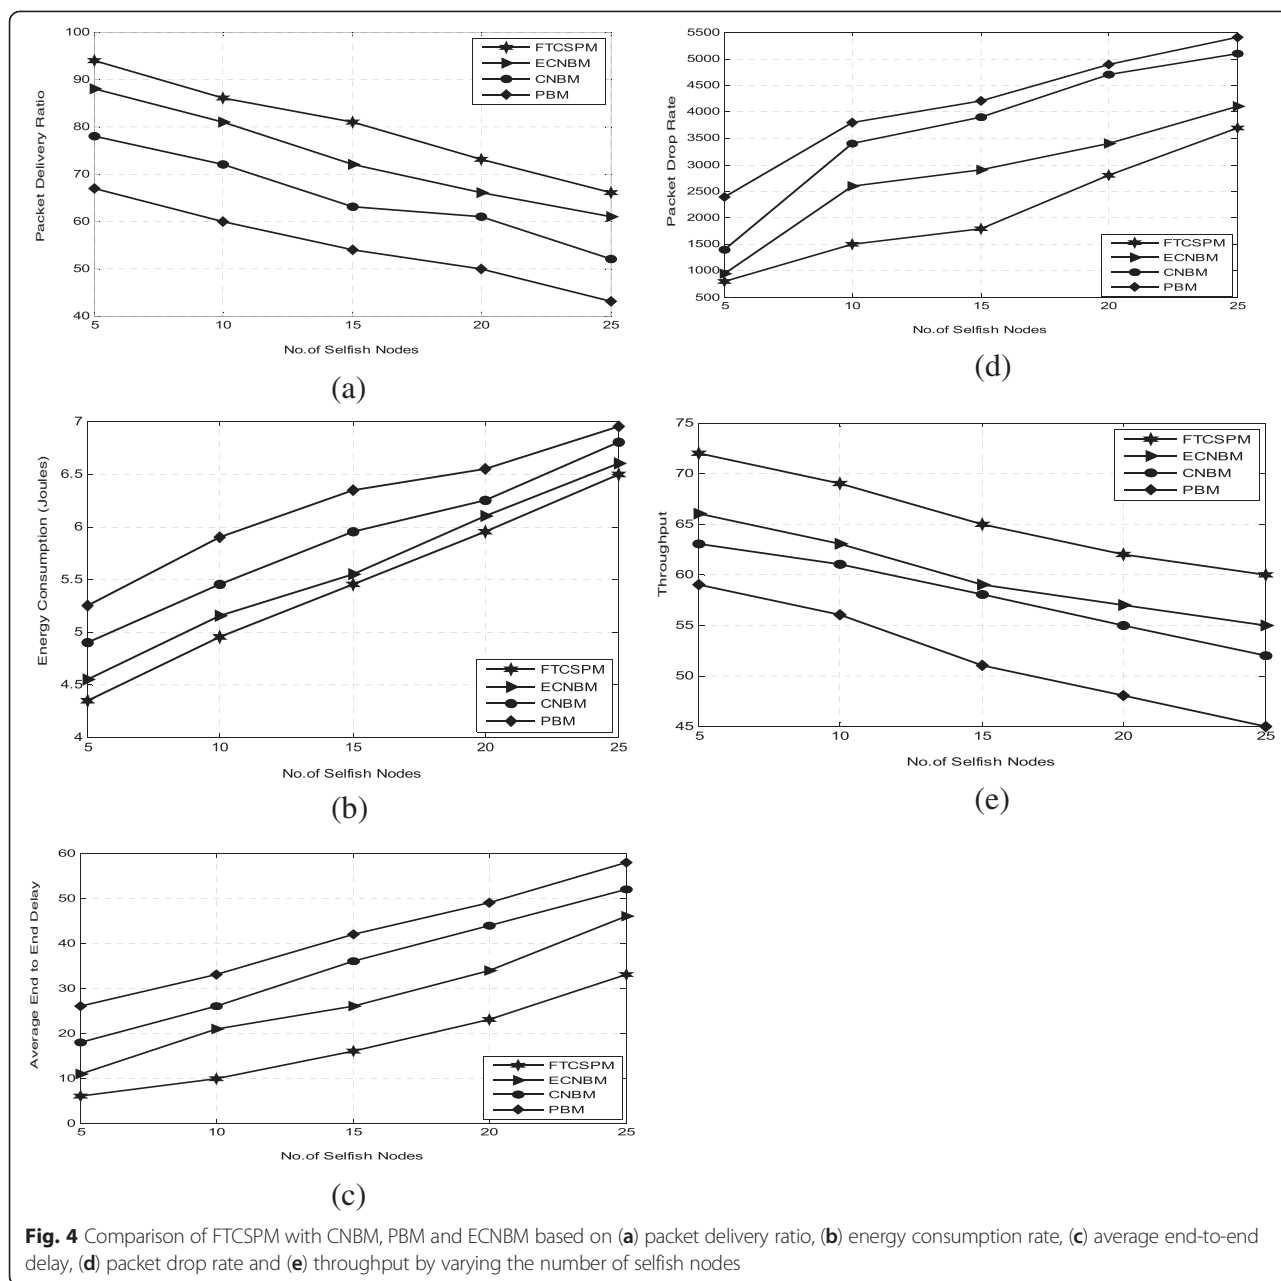 100
90
80
70
60
50
40
5
10
15
20
25
Packet Delivery Ratio
No.of Selfish Nodes
FTCSPM
ECNBM
CNBM
PBM
(a)
5500
5000
4500
4000
3500
3000
2500
2000
1500
1000
500
5
10
15
20
25
Packet Drop Rate
No.of Selfish Nodes
FTCSPM
ECNBM
CNBM
PBM
(d)
7
6.5
6
5.5
5
4.5
4
5
10
15
20
25
Energy Consumption (Joules)
No.of Selfish Nodes
FTCSPM
ECNBM
CNBM
PBM
(b)
75
70
65
60
55
50
45
5
10
15
20
25
Throughput
No.of Selfish Nodes
FTCSPM
ECNBM
CNBM
PBM
(e)
60
50
40
30
20
10
0
5
10
15
20
25
Average End to End Delay
No.of Selfish Nodes
FTCSPM
ECNBM
CNBM
PBM
(c)
Fig. 4 Comparison of FTCSPM with CNBM, PBM and ECNBM based on (a) packet delivery ratio, (b) energy consumption rate, (c) average end-to-end
delay, (d) packet drop rate and (e) throughput by varying the number of selfish nodes